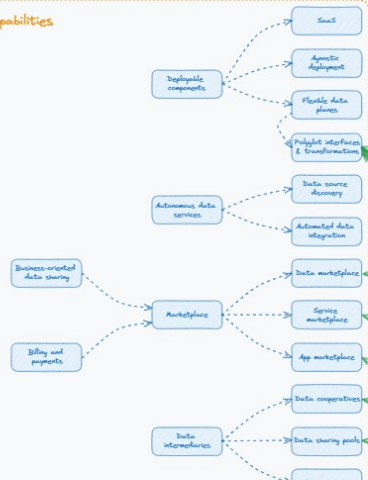 pabilities
SaaS
Agnostic
deployment
Deployable
components
Flexible data
planes
Polyglot interfaces
& transformations
Data source
discovery
Autonomous data
services
Automated data
integration
Business-oriented
data sharing
Data marketplace
Marketplace
Service
marketplace
Billing and
payments
App marketplace
Data cooperatives
Data
intermediaries
Data sharing pools